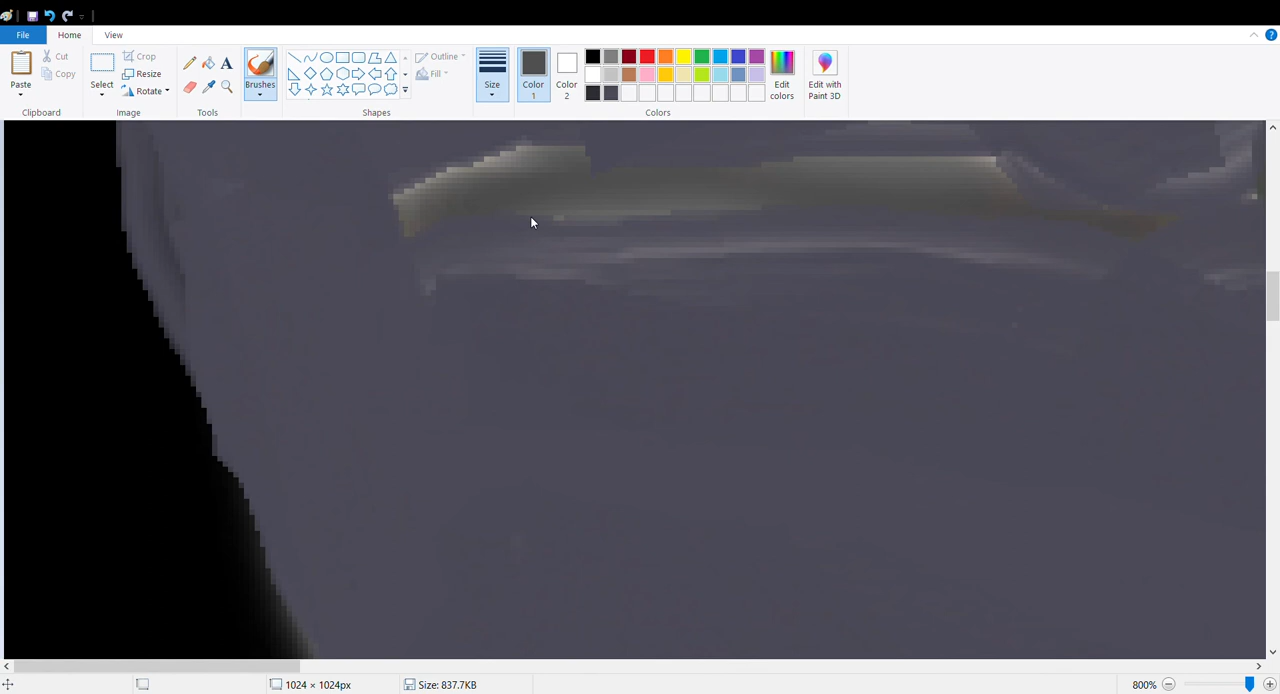 File Home View
Paste Cut Copy Clipboard
Select Crop Resize Rotate Image
A Tools
Brushes
Outline Fill Shapes
Size
Color 1 Color 2 Edit colors Edit with Paint 3D Colors
1024 × 1024px Size: 837.7KB 800%